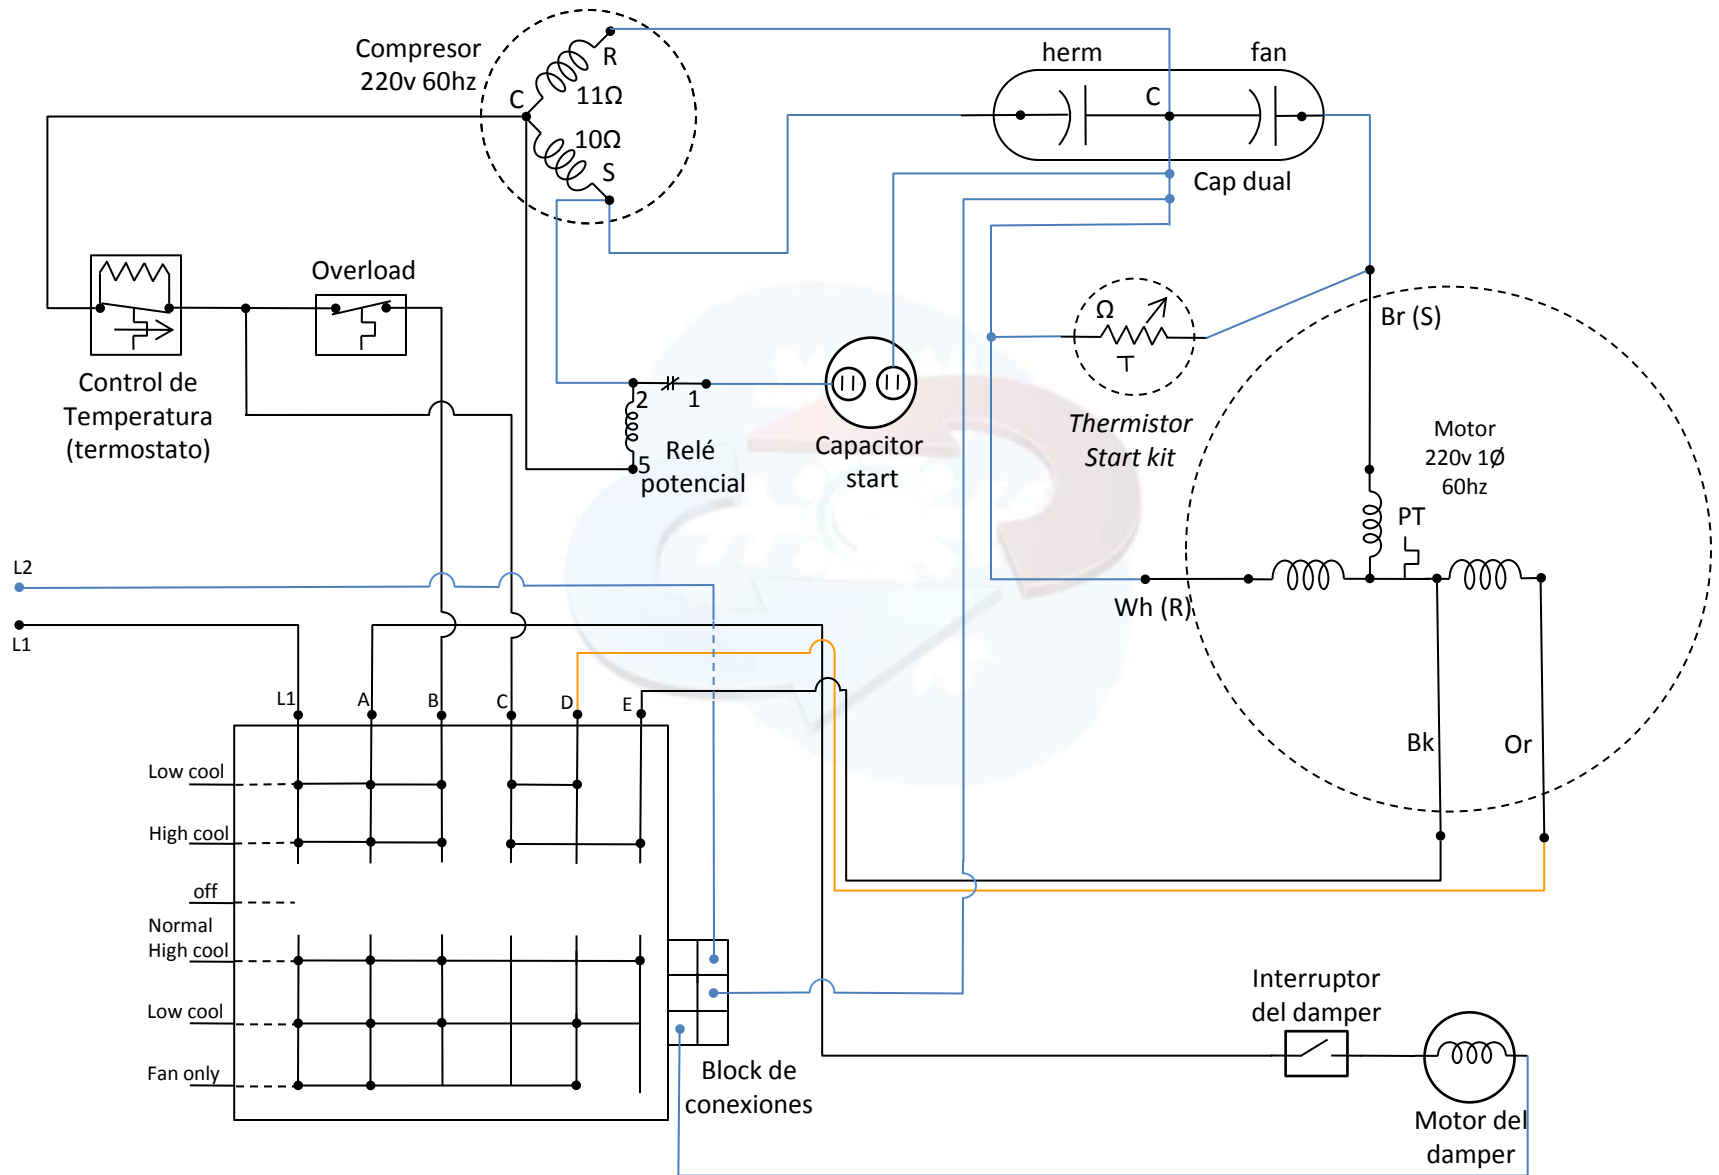 Compresor
220v 60hz
R
C
11Ω
10Ω
S
herm
fan
C
Cap dual
Overload
Control de
Temperatura
(termostato)
2
1
5
Relé
potencial
Capacitor
start
Ω
T
Thermistor
Start kit
Br (S)
Motor
220v 1Ø
60hz
PT
Wh (R)
Bk
Or
L2
L1
L1
A
B
C
D
E
Low cool
High cool
off
Normal
High cool
Low cool
Fan only
Block de
conexiones
Interruptor
del damper
Motor del
damper